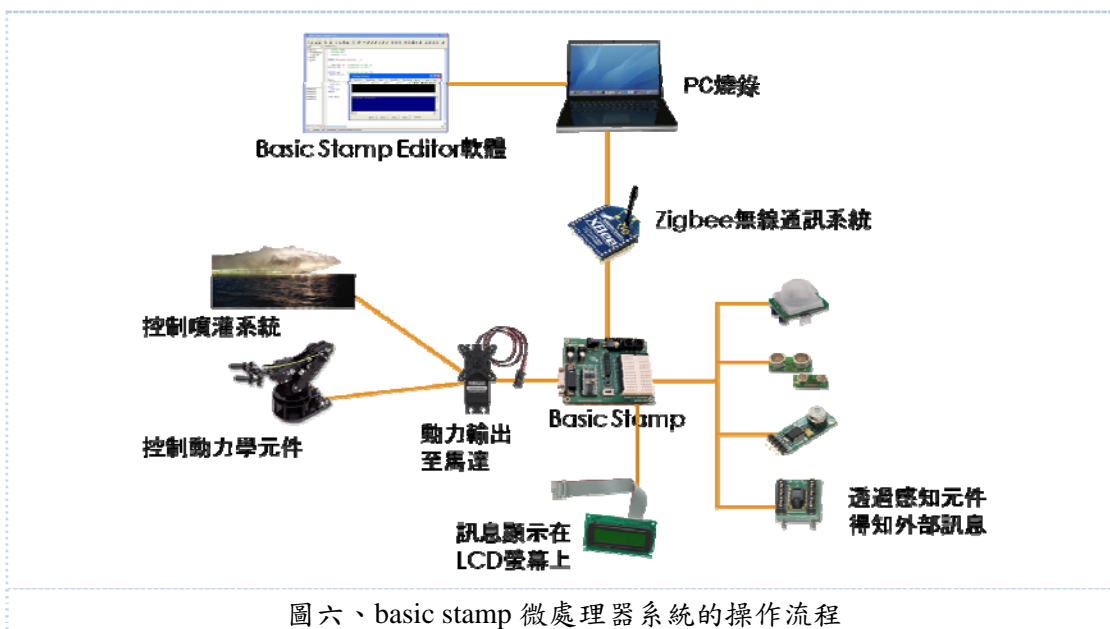 PC燒錄
Basic Stamp Editor軟體
XBee
Zigbee無線通訊系統
控制噴灌系統
控制動力學元件
動力輸出
至馬達
Basic Stamp
訊息顯示在
LCD螢幕上
透過感知元件
得知外部訊息
圖六、basic stamp 微處理器系統的操作流程